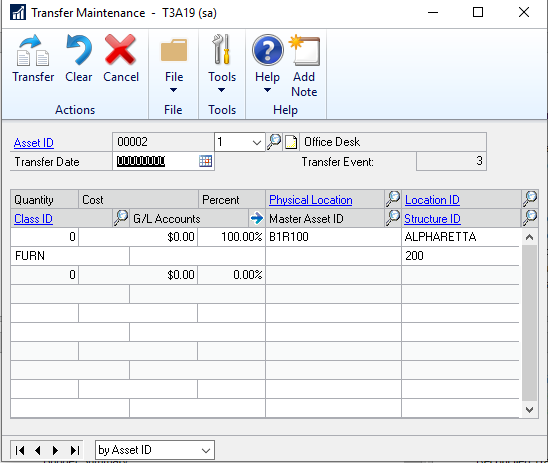 Transfer Maintenance - T3A19 (sa)
Transfer Clear Cancel File Tools Help Add Note
Actions File Tools Help
Asset ID 00002 1 Office Desk
Transfer Date 00000000 Transfer Event: 3
Quantity Cost Percent Physical Location Location ID
Class ID G/L Accounts Master Asset ID Structure ID
0 $0.00 100.00% B1R100 ALPHARETTA
FURN 200
0 $0.00 0.00%
by Asset ID